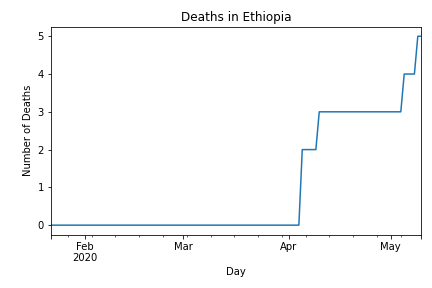 Deaths in Ethiopia
5
4
3
2
1
0
Number of Deaths
Feb
2020
Mar
Apr
May
Day